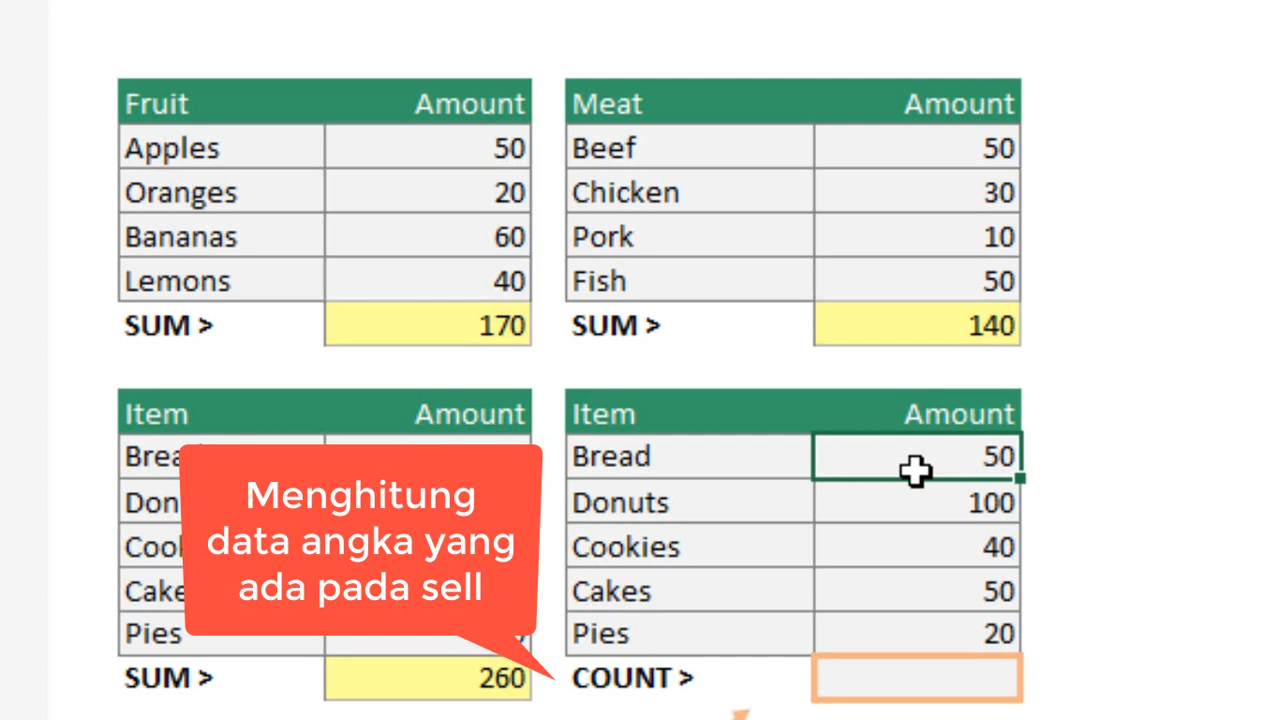 Fruit Amount
Apples 50
Oranges 20
Bananas 60
Lemons 40
SUM > 170
Meat Amount
Beef 50
Chicken 30
Pork 10
Fish 50
SUM > 140
Item Amount
Pies
SUM > 260
Menghitung
data angka yang
ada pada sell
Item Amount
Bread 50
Donuts 100
Cookies 40
Cakes 50
Pies 20
COUNT >